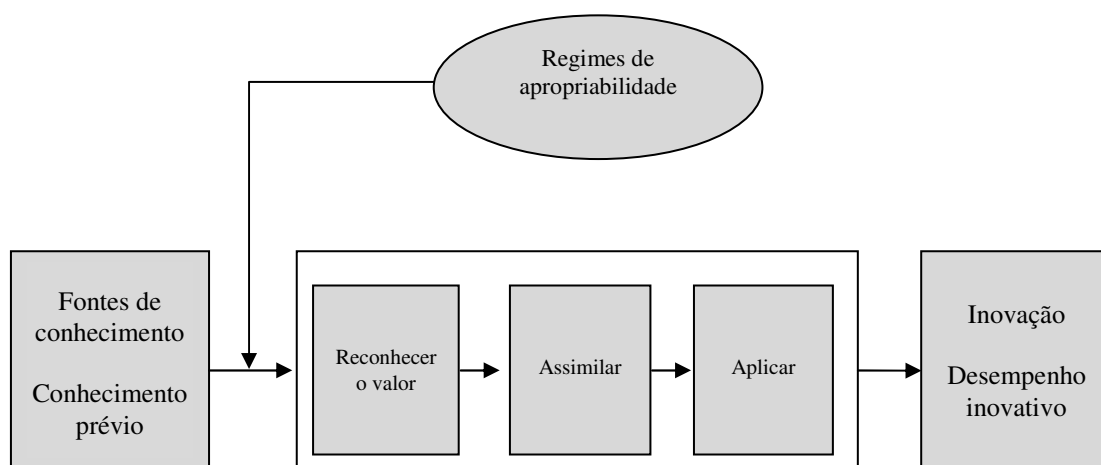 Regimes de
apropriabilidade
Fontes de
conhecimento
Conhecimento
prévio
Reconhecer
o valor
Assimilar
Aplicar
Inovação
Desempenho
inovativo